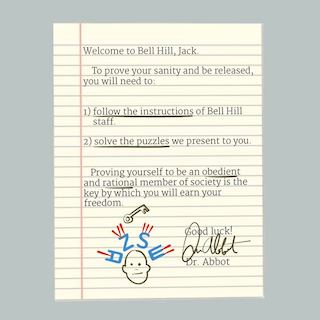 Welcome to Bell Hill, Jack.
To prove your sanity and be released,
you will need to:
1) follow the instructions of Bell Hill
staff.
2) solve the puzzles we present to you.
Proving yourself to be an obedient
and rational member of society is the
key by which you will earn your
freedom.
Good luck!
Dr. Abbot
Dr. Abbot